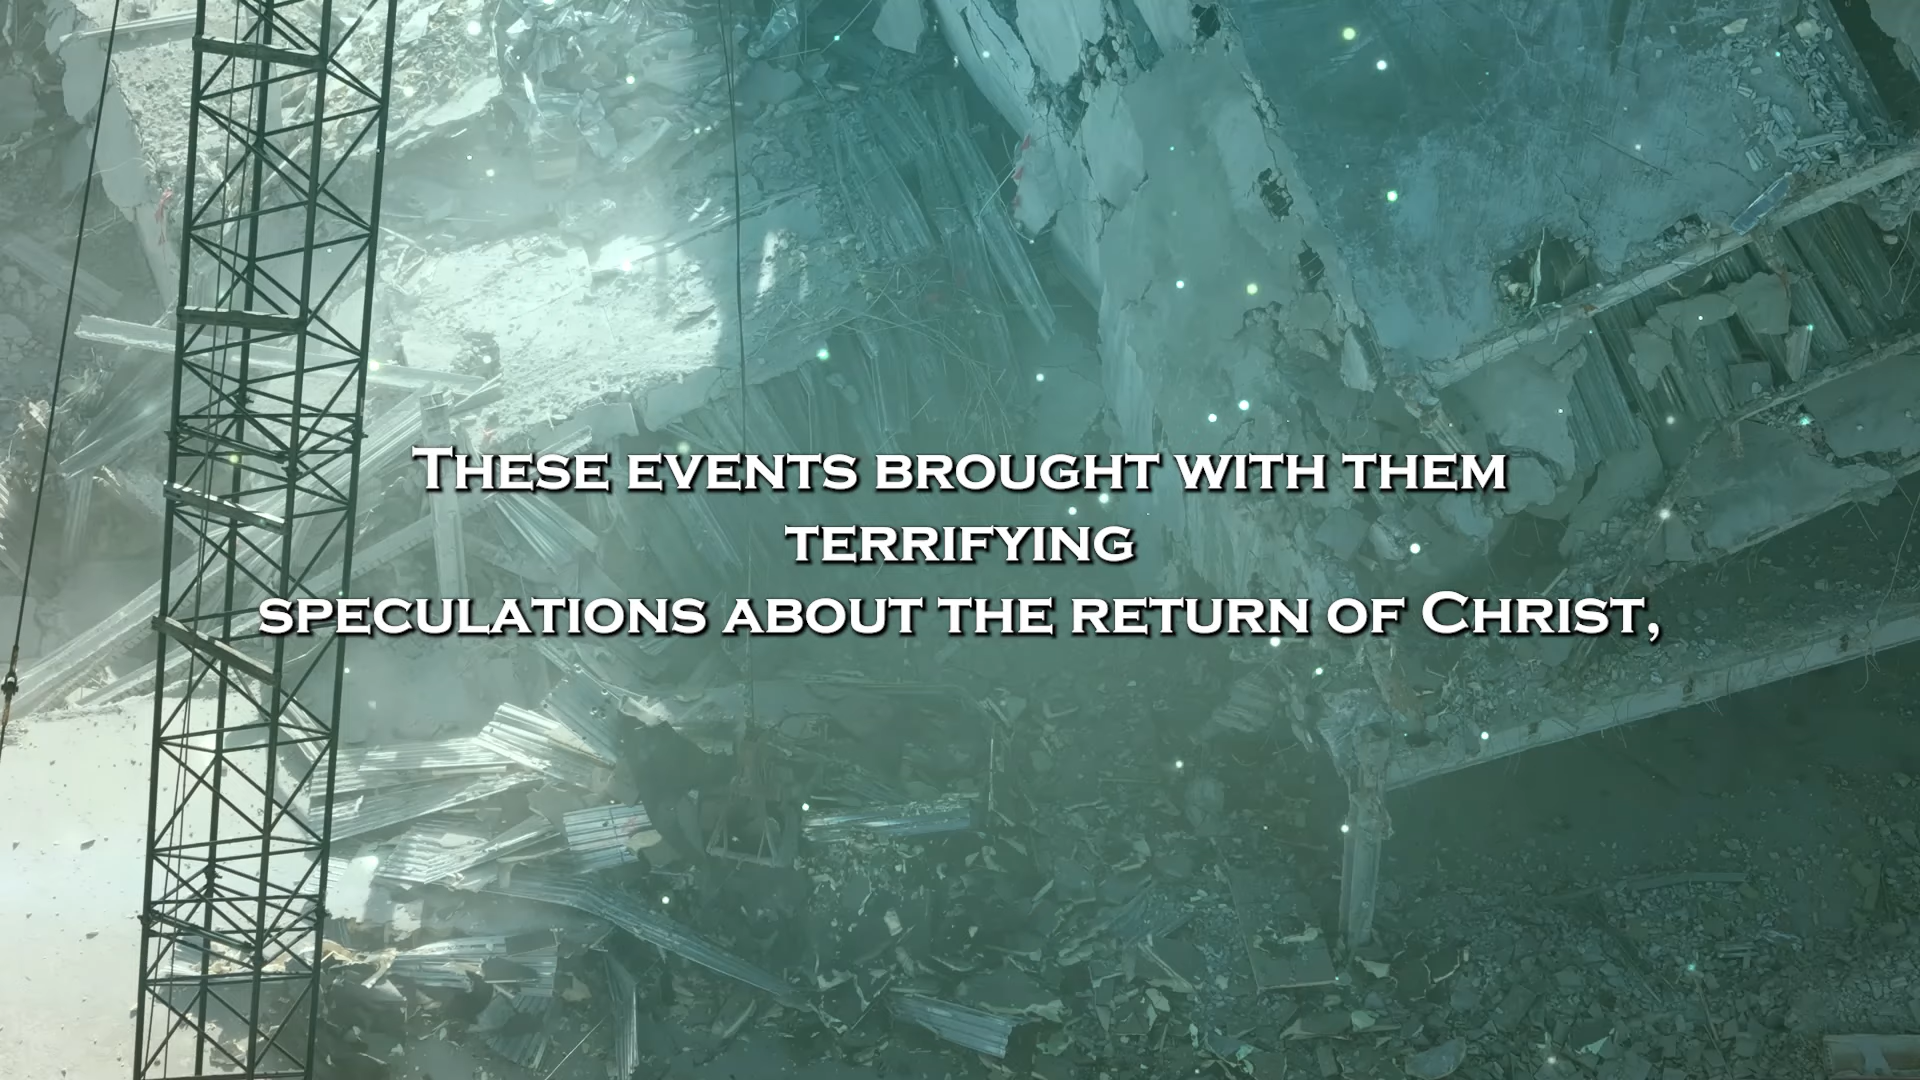 These events brought with them
terrifying
speculations about the return of Christ,